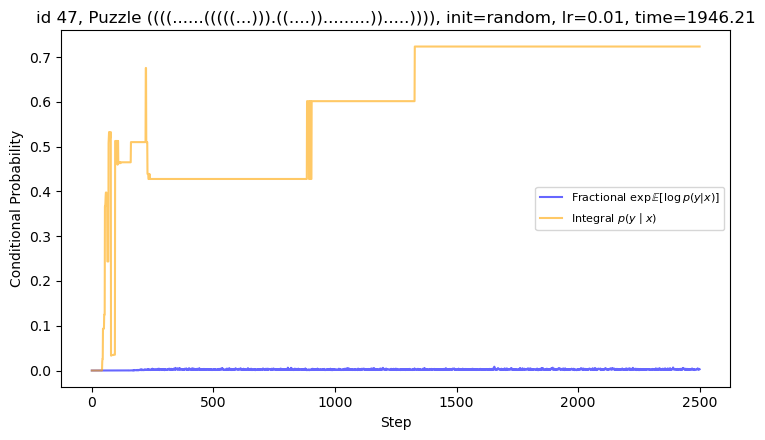 id 47, Puzzle ((((......(((((...))).((....)).........)).....)))), init=random, lr=0.01, time=1946.21
0.7
0.6
0.5
0.4
0.3
0.2
0.1
0.0
Conditional Probability
Fractional exp𝔼[log p(y|x)]
Integral p(y | x)
0
500
1000
1500
2000
2500
Step